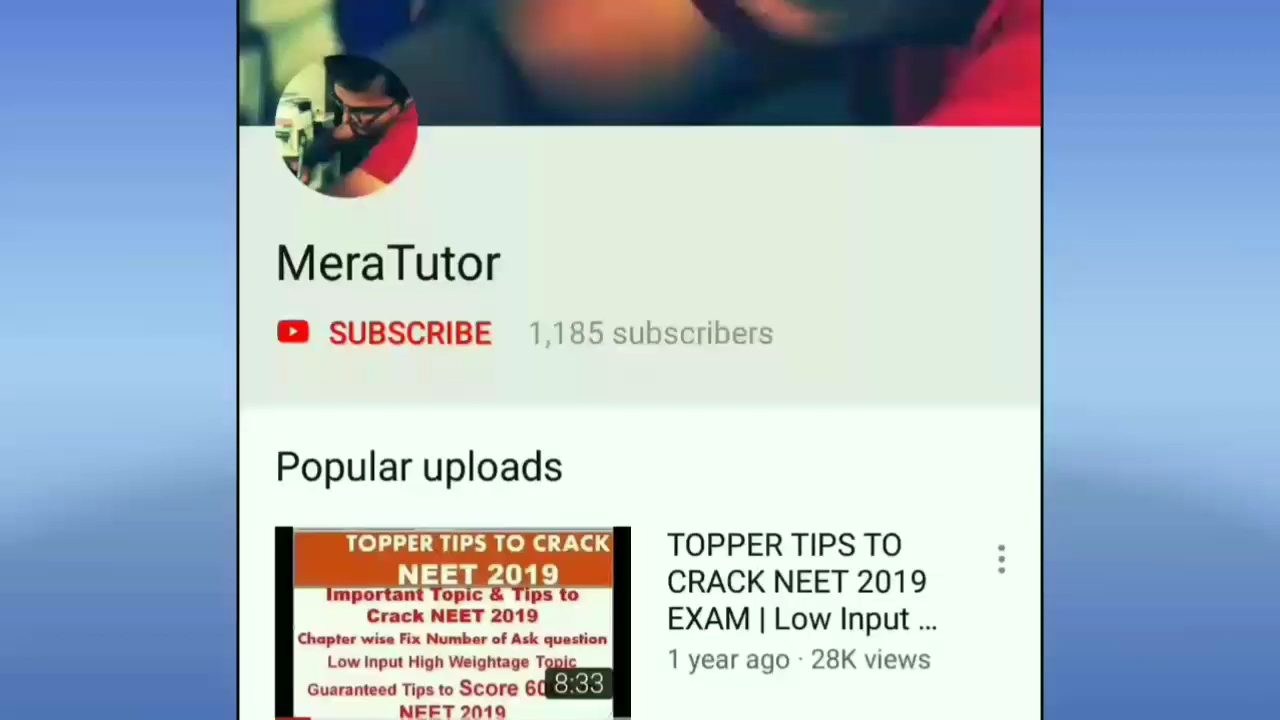 MeraTutor
SUBSCRIBE 1,185 subscribers
Popular uploads
TOPPER TIPS TO CRACK
NEET 2019
Important Topic & Tips to
Crack NEET 2019
Chapter wise Fix Number of Ask question
Low Input High Weightage Topic
Guaranteed Tips to Score 60
NEET 2019
8:33
TOPPER TIPS TO
CRACK NEET 2019
EXAM | Low Input ...
1 year ago · 28K views